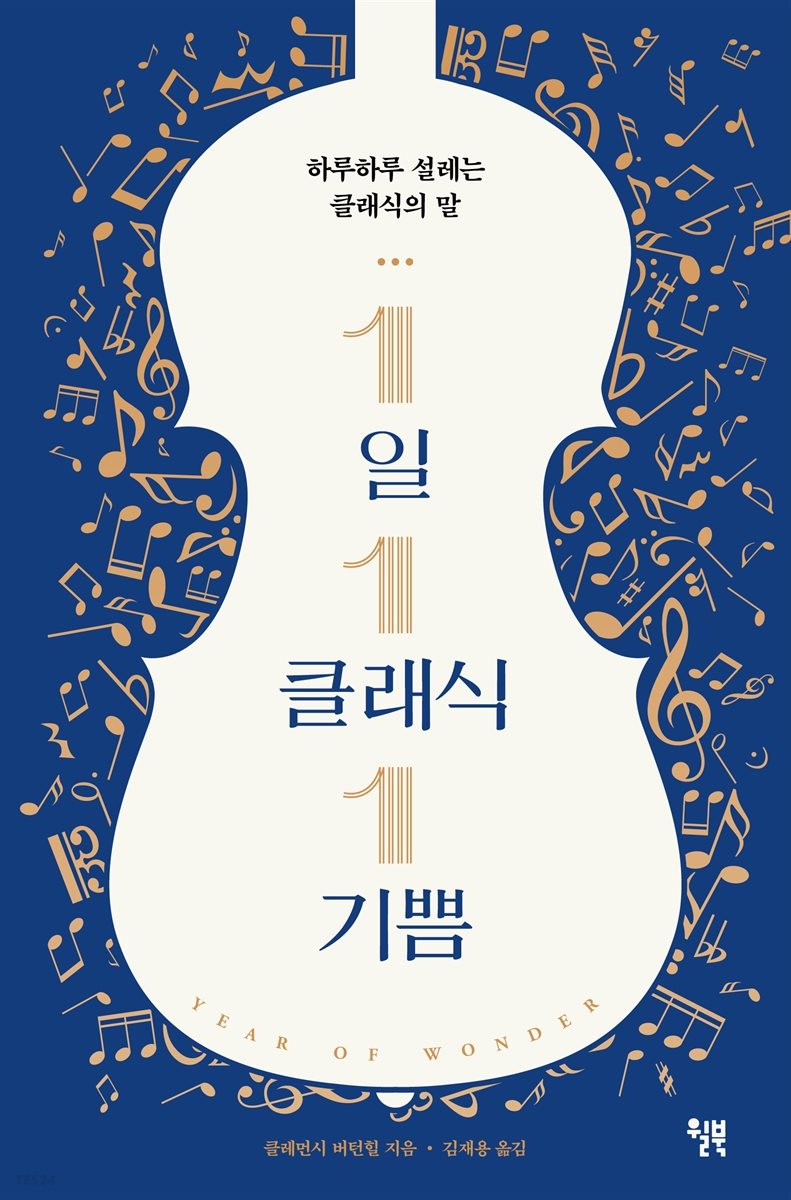 하루하루 설레는
클래식의 말
1
일
1
클래식
1
기쁨
YEAR OF WONDER
클레먼시 버턴힐 지음 • 김재용 옮김
윌북
YES24